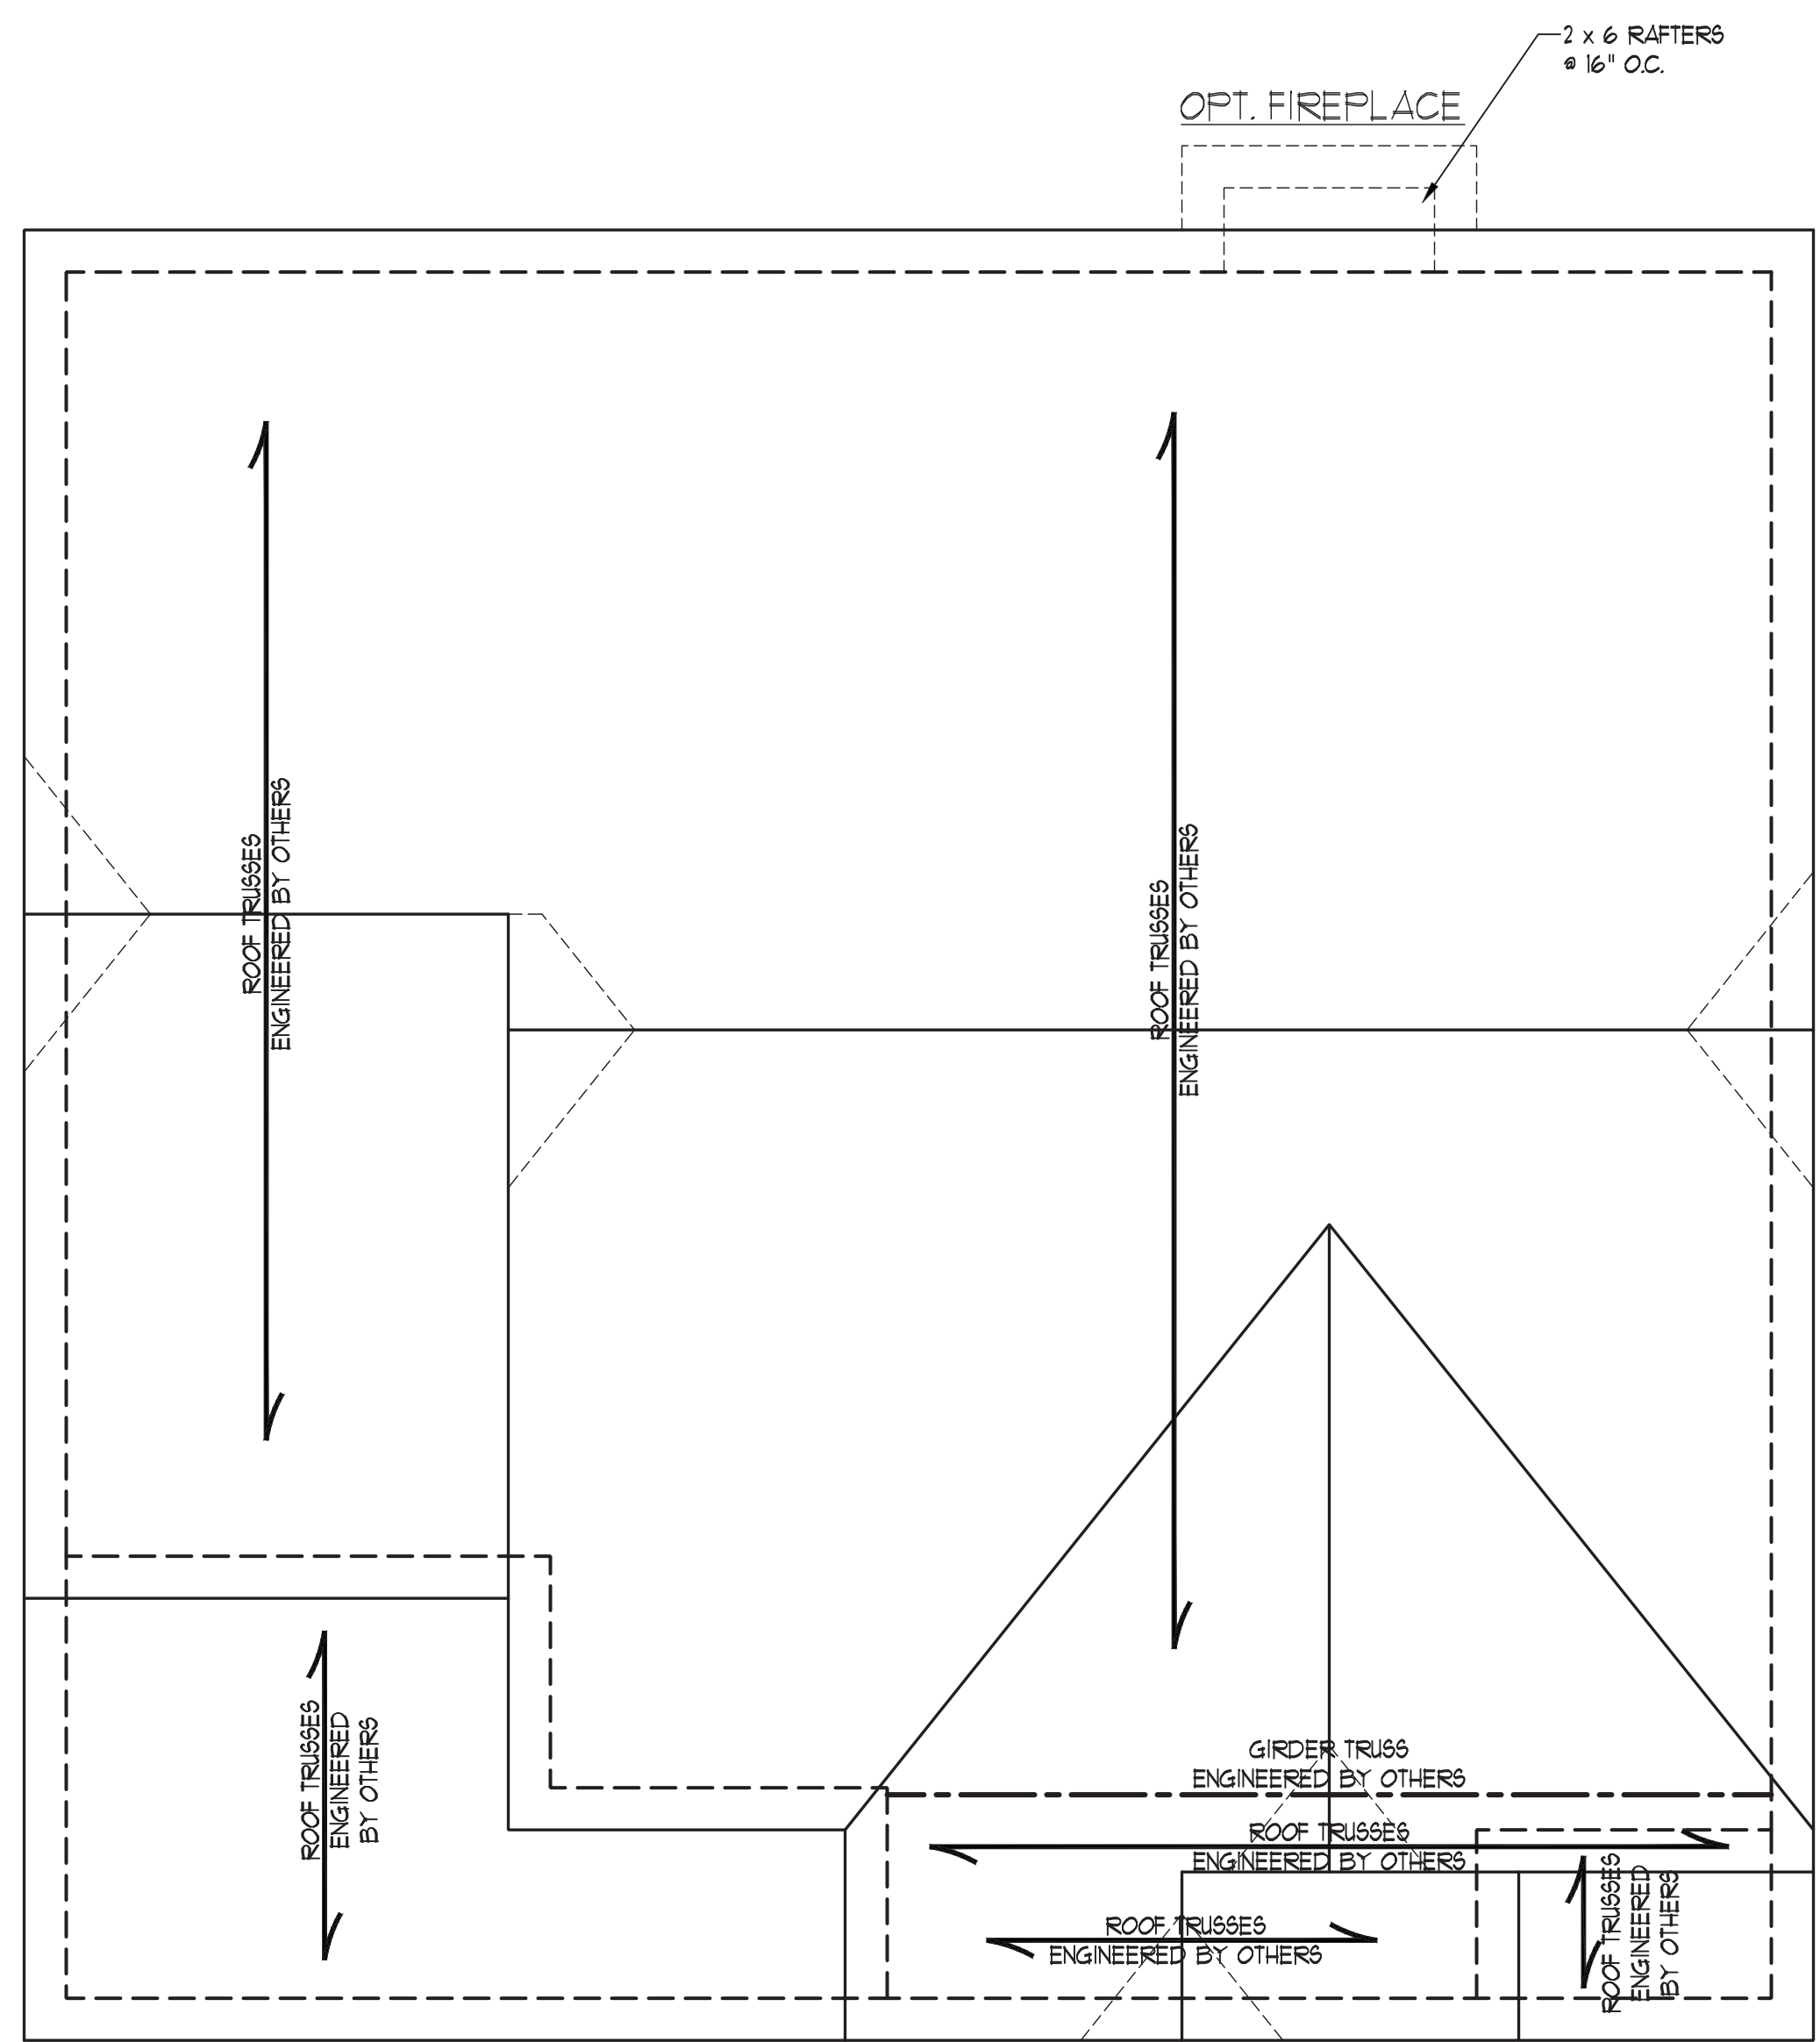 2 x 6 RAFTERS
@ 16" O.C.
OPT. FIREPLACE
ROOF TRUSSES
ENGINEERED BY OTHERS
ROOF TRUSSES
ENGINEERED BY OTHERS
ROOF TRUSSES
ENGINEERED
BY OTHERS
GIRDER TRUSS
ENGINEERED BY OTHERS
ROOF TRUSSES
ENGINEERED BY OTHERS
ROOF TRUSSES
ENGINEERED BY OTHERS
ROOF TRUSSES
ENGINEERED
BY OTHERS